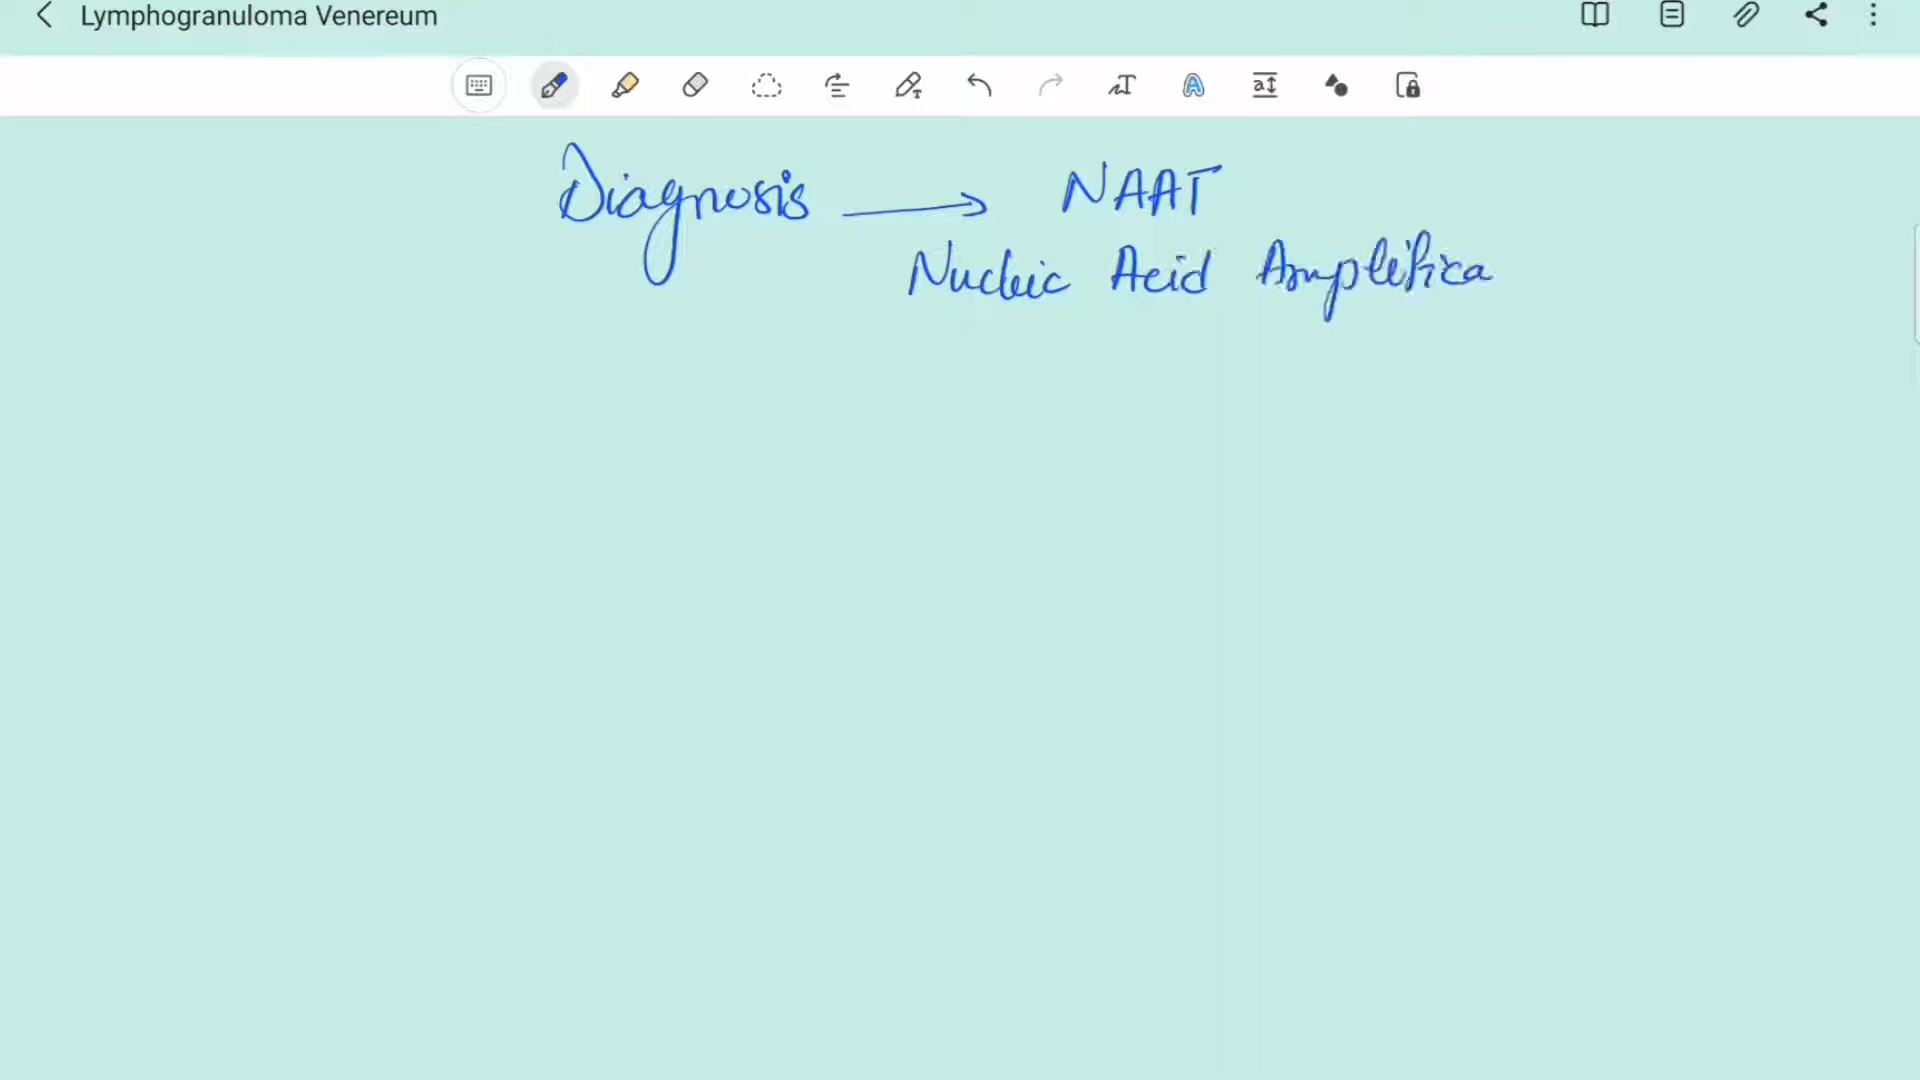 Lymphogranuloma Venereum
Diagnosis → NAAT
Nucleic Acid Amplifica